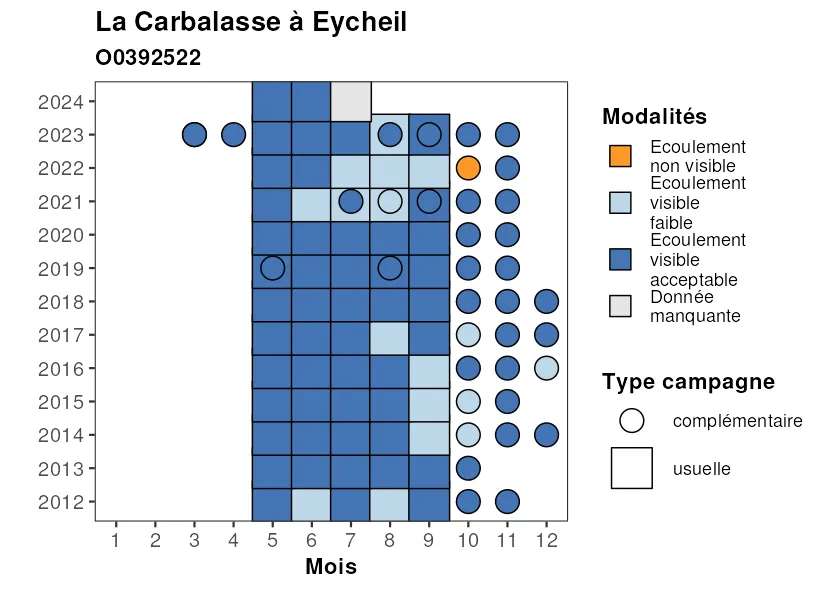 La Carbalasse à Eycheil
O0392522
2024
2023
2022
2021
2020
2019
2018
2017
2016
2015
2014
2013
2012
1 2 3 4 5 6 7 8 9 10 11 12
Mois
Modalités
Ecoulement
non visible
Ecoulement
visible
faible
Ecoulement
visible
acceptable
Donnée
manquante
Type campagne
complémentaire
usuelle